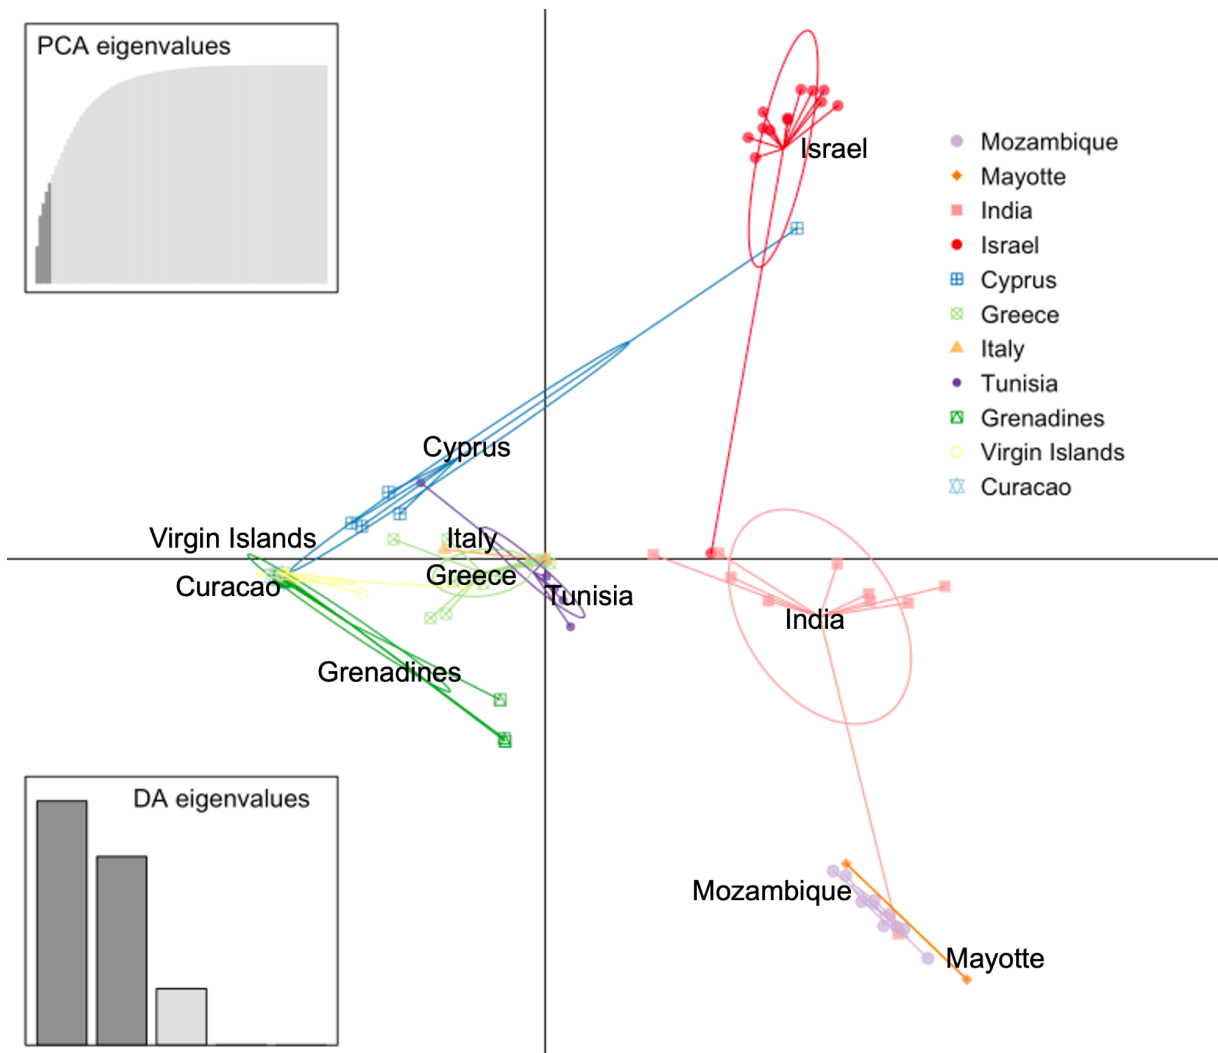 PCA eigenvalues
Israel
Mozambique
Mayotte
India
Israel
Cyprus
Greece
Italy
Tunisia
Grenadines
Virgin Islands
Curacao
Cyprus
Virgin Islands
Italy
Curacao
Greece
Tunisia
India
Grenadines
DA eigenvalues
Mozambique
Mayotte